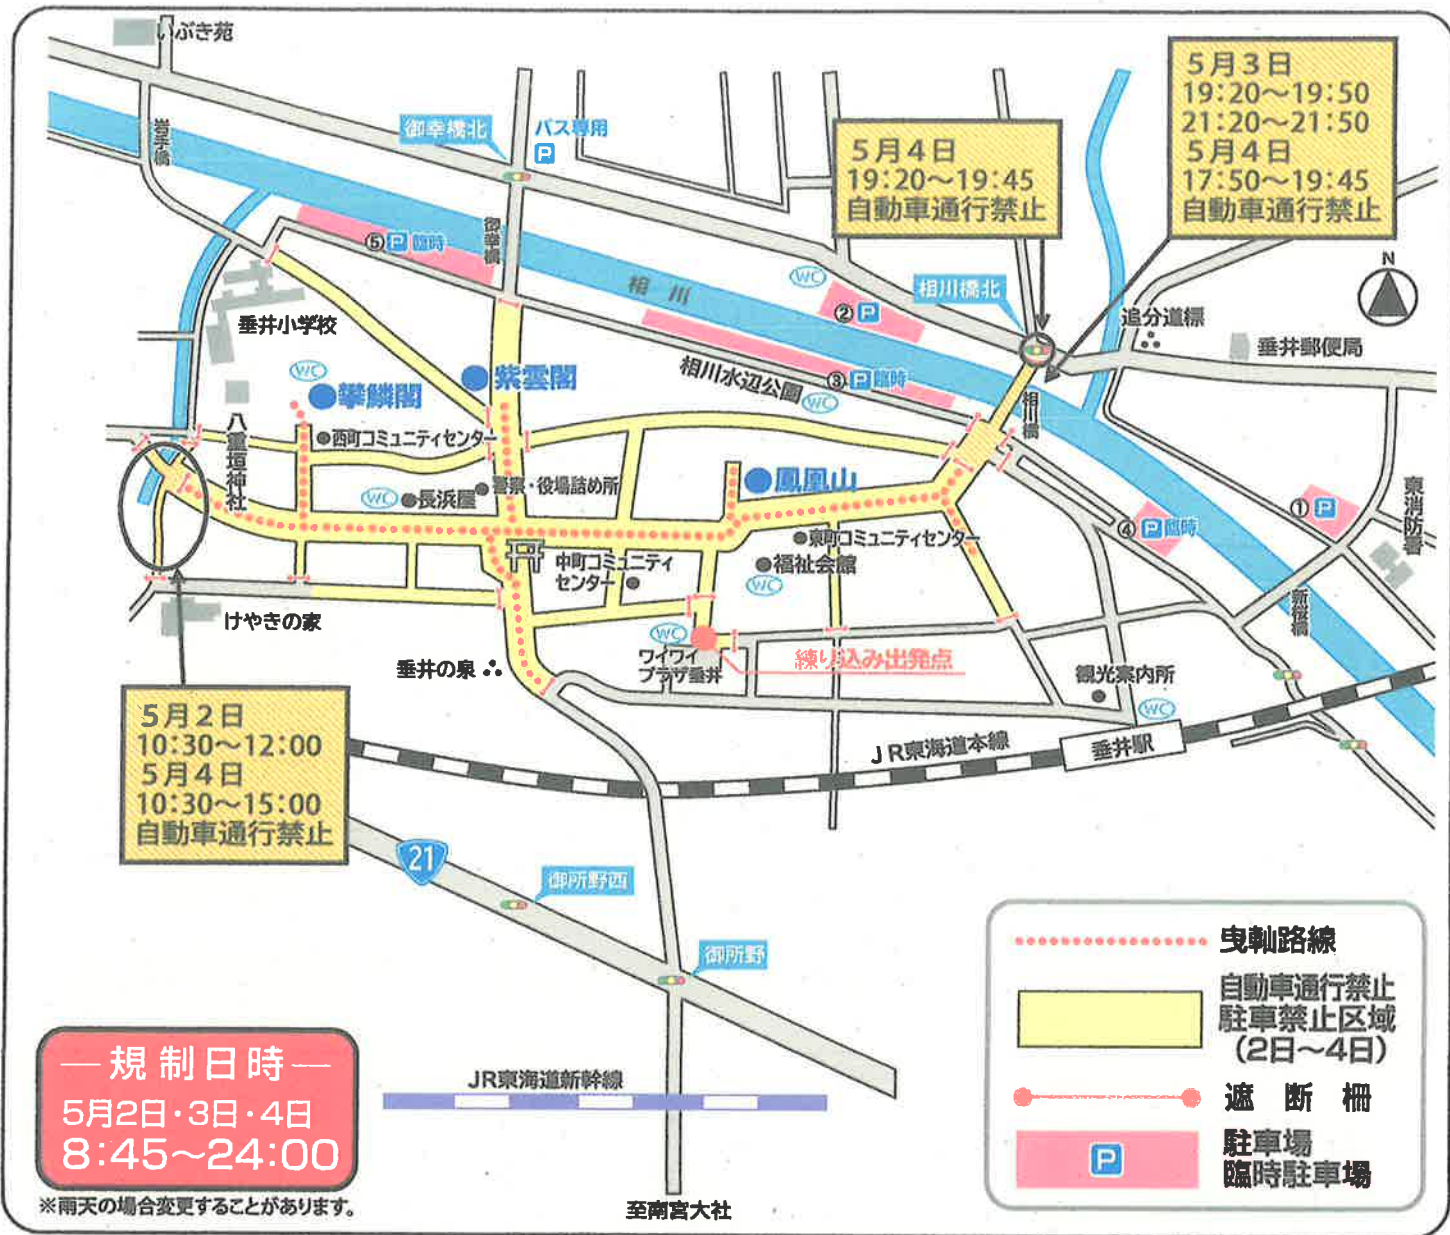 いぶき苑
岩手橋
御幸橋北
バス専用
P
御幸橋
⑤ P 臨時
5月4日
19:20～19:45
自動車通行禁止
5月3日
19:20～19:50
21:20～21:50
5月4日
17:50～19:45
自動車通行禁止
N
相川
WC
② P
相川橋北
追分道標
垂井郵便局
垂井小学校
WC
攀鱗閣
紫雲閣
相川水辺公園
③ P 臨時
WC
相川橋
八重垣神社
西町コミュニティセンター
WC
長浜屋
警察・役場詰め所
鳳凰山
東町コミュニティセンター
福祉会館
WC
中町コミュニティ
センター
④ P 臨時
① P
東消防署
新桜橋
けやきの家
垂井の泉
WC
ワイワイ
プラザ垂井
練り込み出発点
観光案内所
WC
JR東海道本線
垂井駅
5月2日
10:30～12:00
5月4日
10:30～15:00
自動車通行禁止
21
御所野西
御所野
JR東海道新幹線
至南宮大社
規制日時
5月2日・3日・4日
8:45～24:00
※雨天の場合変更することがあります。
曳軕路線
自動車通行禁止
駐車禁止区域
(2日～4日)
遮断柵
P
駐車場
臨時駐車場